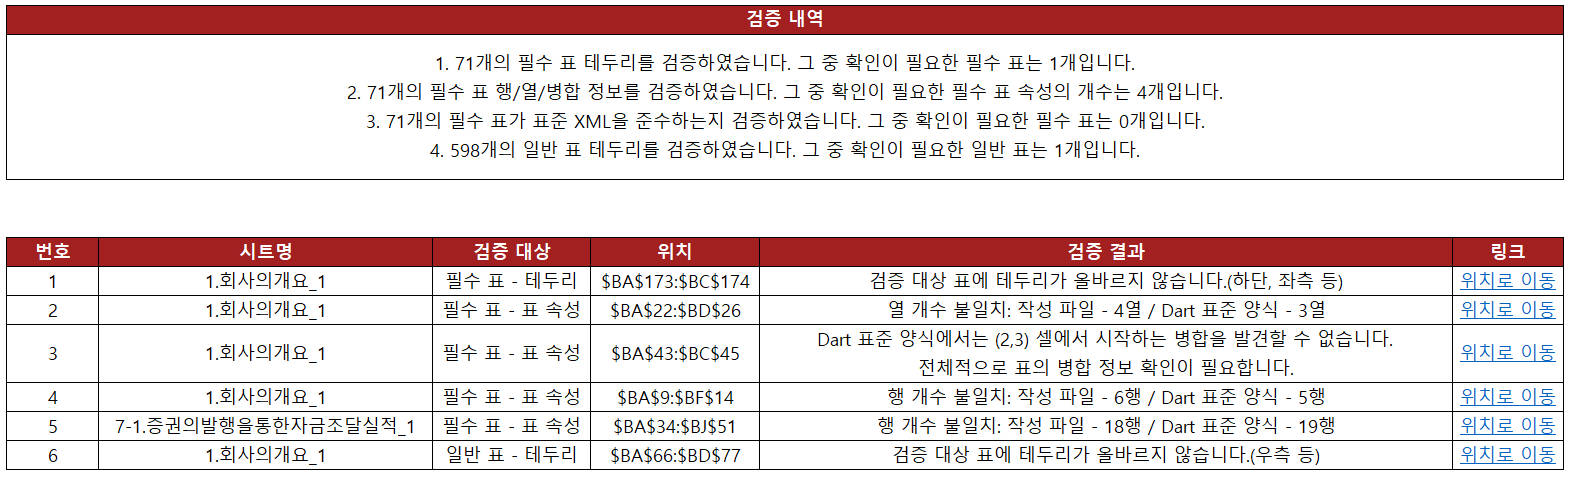 검증 내역
1. 71개의 필수 표 테두리를 검증하였습니다. 그 중 확인이 필요한 필수 표는 1개입니다.
2. 71개의 필수 표 행/열/병합 정보를 검증하였습니다. 그 중 확인이 필요한 필수 표 속성의 개수는 4개입니다.
3. 71개의 필수 표가 표준 XML을 준수하는지 검증하였습니다. 그 중 확인이 필요한 필수 표는 0개입니다.
4. 598개의 일반 표 테두리를 검증하였습니다. 그 중 확인이 필요한 일반 표는 1개입니다.
번호 시트명 검증 대상 위치 검증 결과 링크
1 1.회사의개요_1 필수 표 - 테두리 $BA$173:$BC$174 검증 대상 표에 테두리가 올바르지 않습니다.(하단, 좌측 등) 위치로 이동
2 1.회사의개요_1 필수 표 - 표 속성 $BA$22:$BD$26 열 개수 불일치: 작성 파일 - 4열 / Dart 표준 양식 - 3열 위치로 이동
3 1.회사의개요_1 필수 표 - 표 속성 $BA$43:$BC$45 Dart 표준 양식에서는 (2,3) 셀에서 시작하는 병합을 발견할 수 없습니다.
전체적으로 표의 병합 정보 확인이 필요합니다. 위치로 이동
4 1.회사의개요_1 필수 표 - 표 속성 $BA$9:$BF$14 행 개수 불일치: 작성 파일 - 6행 / Dart 표준 양식 - 5행 위치로 이동
5 7-1.증권의발행을통한자금조달실적_1 필수 표 - 표 속성 $BA$34:$BJ$51 행 개수 불일치: 작성 파일 - 18행 / Dart 표준 양식 - 19행 위치로 이동
6 1.회사의개요_1 일반 표 - 테두리 $BA$66:$BD$77 검증 대상 표에 테두리가 올바르지 않습니다.(우측 등) 위치로 이동